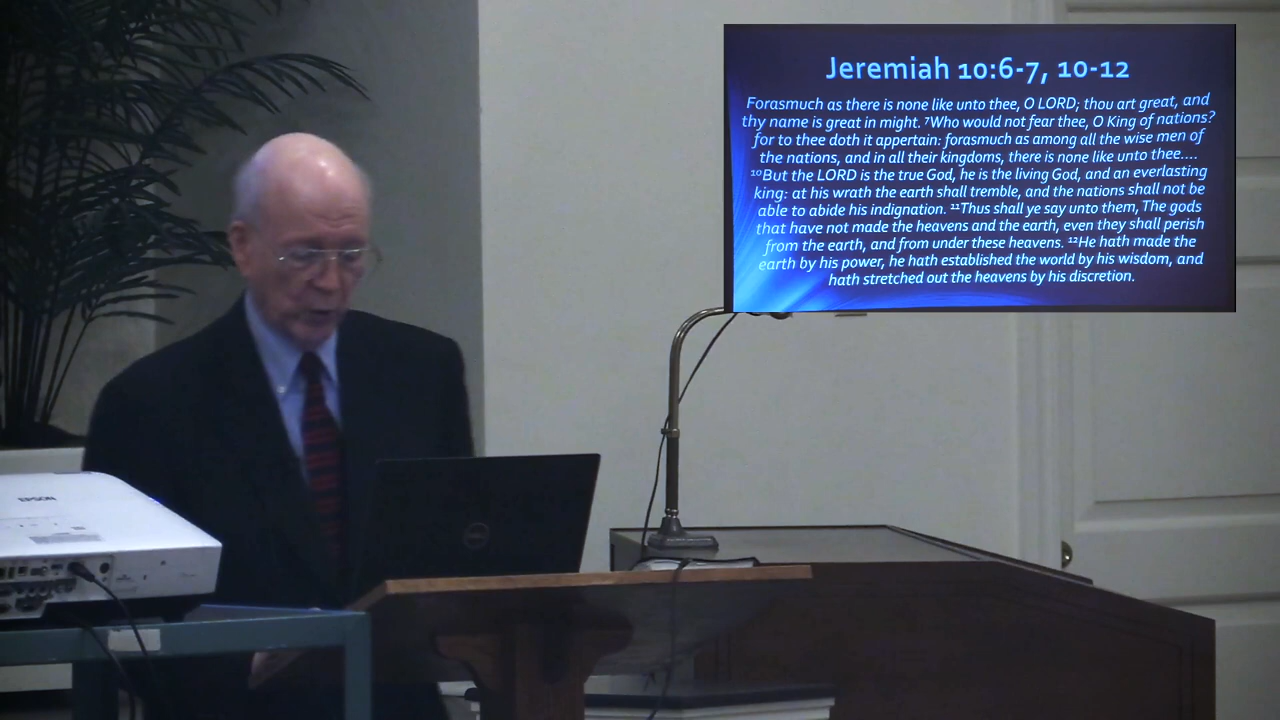 Jeremiah 10:6-7, 10-12
Forasmuch as there is none like unto thee, O LORD; thou art great, and
thy name is great in might. ⁷Who would not fear thee, O King of nations?
for to thee doth it appertain: forasmuch as among all the wise men of
the nations, and in all their kingdoms, there is none like unto thee....
¹⁰But the LORD is the true God, he is the living God, and an everlasting
king: at his wrath the earth shall tremble, and the nations shall not be
able to abide his indignation. ¹¹Thus shall ye say unto them, The gods
that have not made the heavens and the earth, even they shall perish
from the earth, and from under these heavens. ¹²He hath made the
earth by his power, he hath established the world by his wisdom, and
hath stretched out the heavens by his discretion.
EPSON
DELL